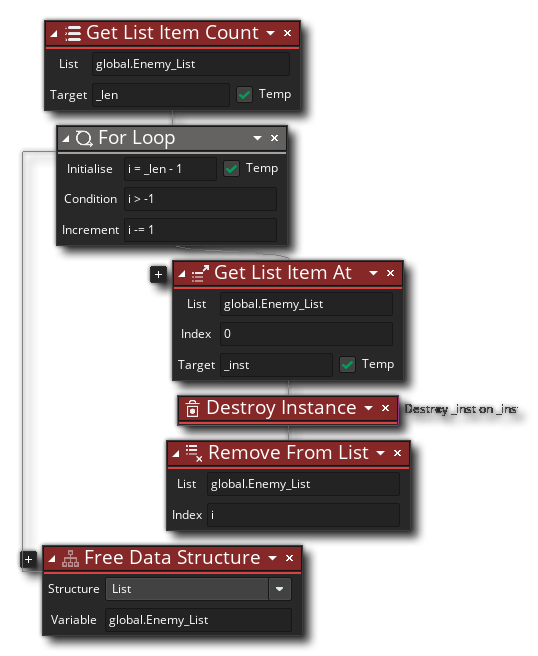 Get List Item Count
List global.Enemy_List
Target _len Temp
For Loop
Initialise i = _len - 1 Temp
Condition i > -1
Increment i -= 1
Get List Item At
List global.Enemy_List
Index 0
Target _inst Temp
Destroy Instance Destroy _inst on _inst
Remove From List
List global.Enemy_List
Index i
Free Data Structure
Structure List
Variable global.Enemy_List